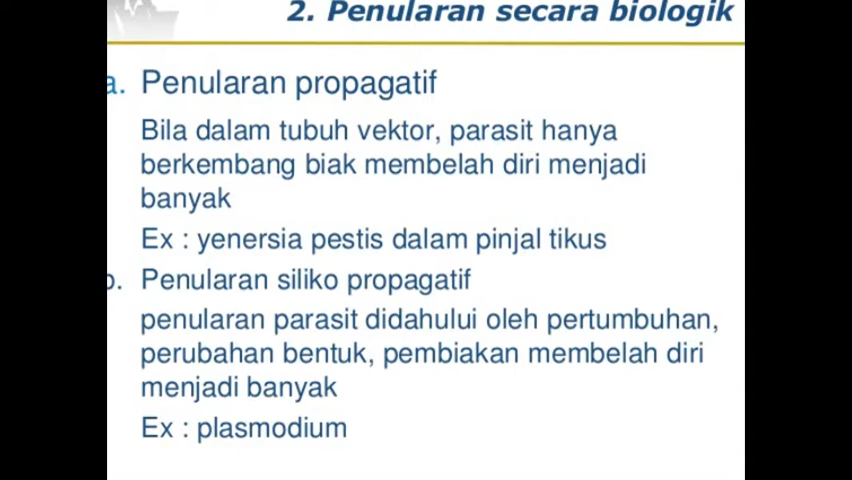 2. Penularan secara biologik
a. Penularan propagatif
Bila dalam tubuh vektor, parasit hanya
berkembang biak membelah diri menjadi
banyak
Ex : yenersia pestis dalam pinjal tikus
b. Penularan siliko propagatif
penularan parasit didahului oleh pertumbuhan,
perubahan bentuk, pembiakan membelah diri
menjadi banyak
Ex : plasmodium